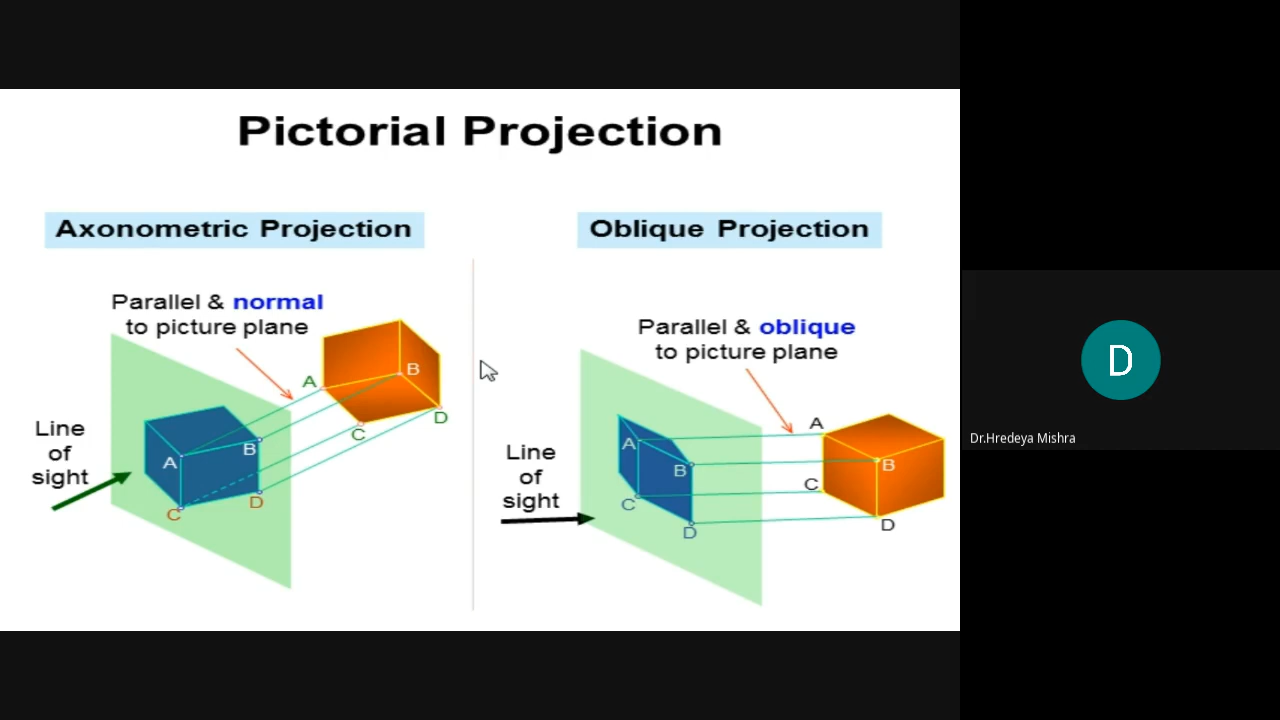 Pictorial Projection
Axonometric Projection
Parallel & normal
to picture plane
A
B
C
D
Line
of
sight
A
B
C
D
Oblique Projection
Parallel & oblique
to picture plane
A
B
C
D
Line
of
sight
A
B
C
D
D
Dr.Hredeya Mishra